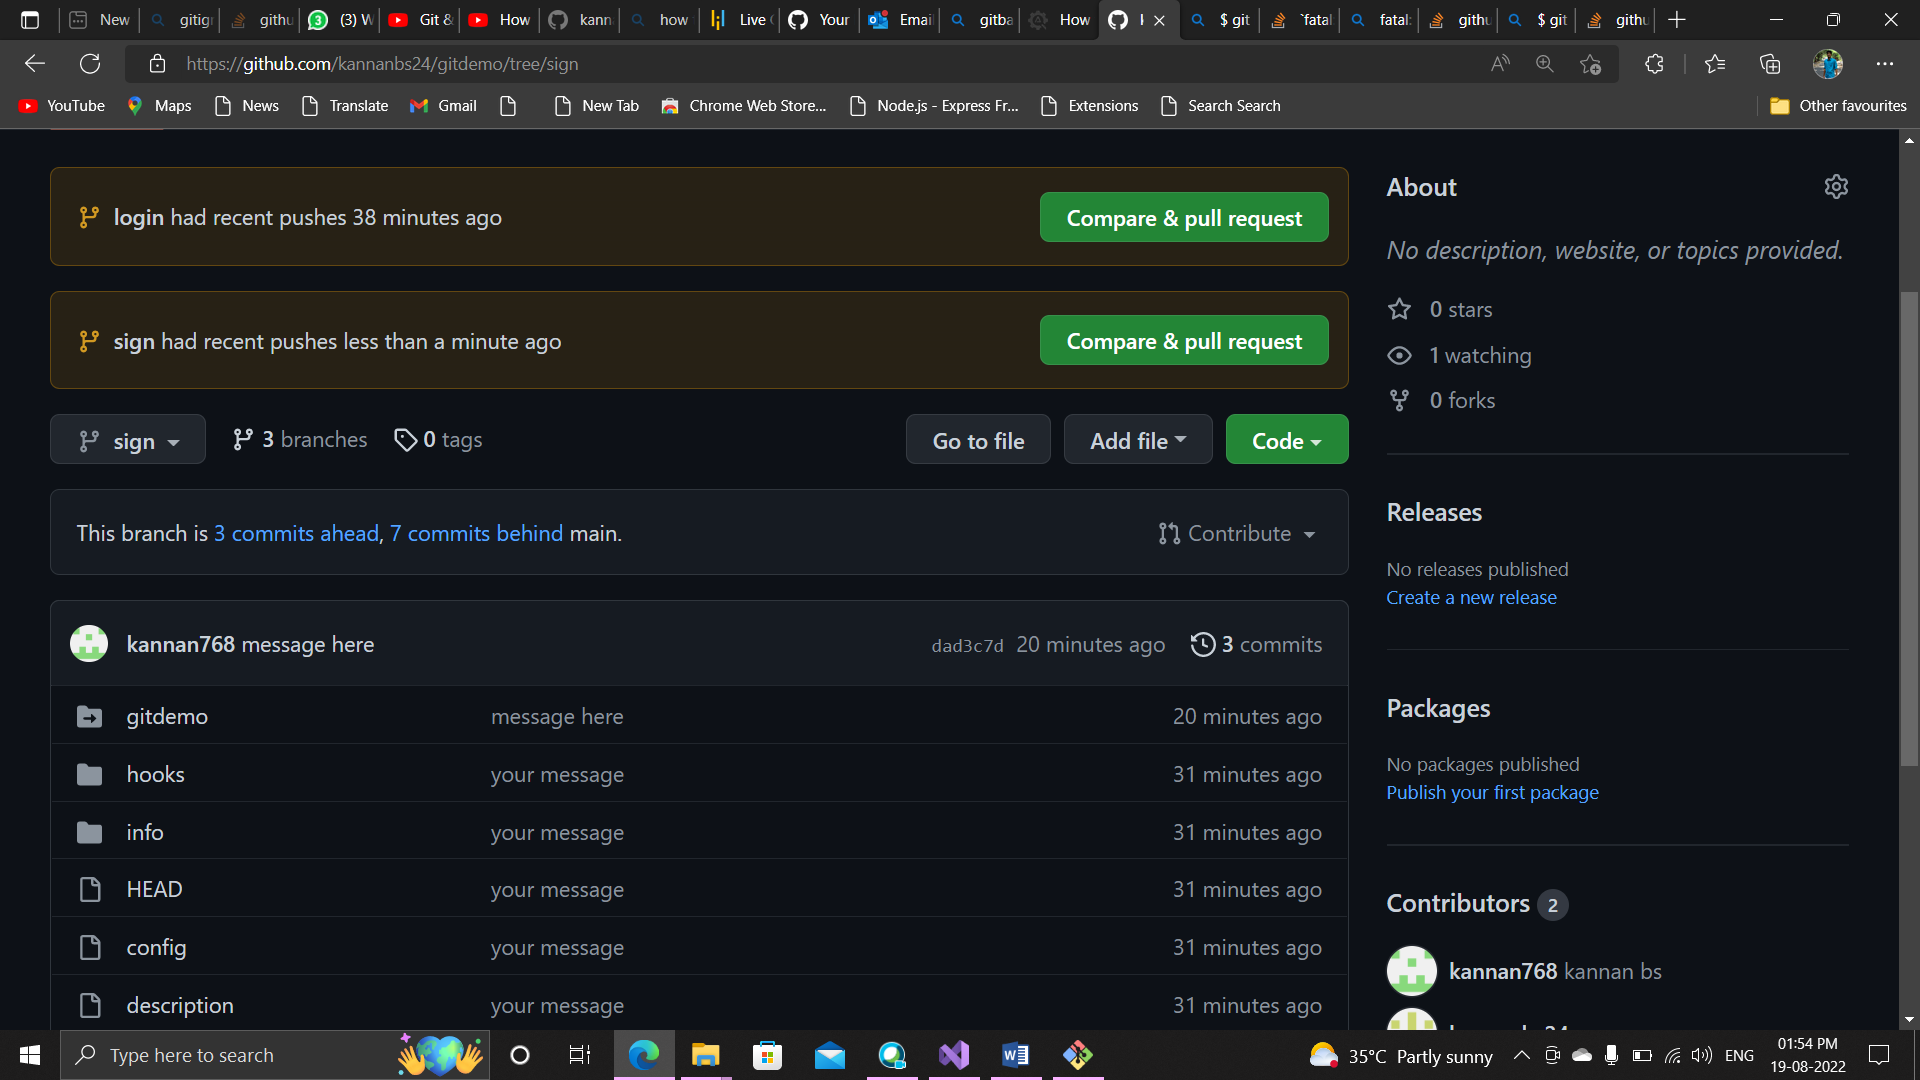 New gitign githu (3) W Git & How kann how Live Your Email gitba How $ git `fatal fatal: githu $ git githu
https://github.com/kannanbs24/gitdemo/tree/sign
YouTube Maps News Translate Gmail New Tab Chrome Web Store... Node.js - Express Fr... Extensions Search Search Other favourites
login had recent pushes 38 minutes ago Compare & pull request
sign had recent pushes less than a minute ago Compare & pull request
sign 3 branches 0 tags Go to file Add file Code
This branch is 3 commits ahead, 7 commits behind main. Contribute
kannan768 message here dad3c7d 20 minutes ago 3 commits
gitdemo message here 20 minutes ago
hooks your message 31 minutes ago
info your message 31 minutes ago
HEAD your message 31 minutes ago
config your message 31 minutes ago
description your message 31 minutes ago
About
No description, website, or topics provided.
0 stars
1 watching
0 forks
Releases
No releases published
Create a new release
Packages
No packages published
Publish your first package
Contributors 2
kannan768 kannan bs
Type here to search
35°C Partly sunny ENG
01:54 PM
19-08-2022